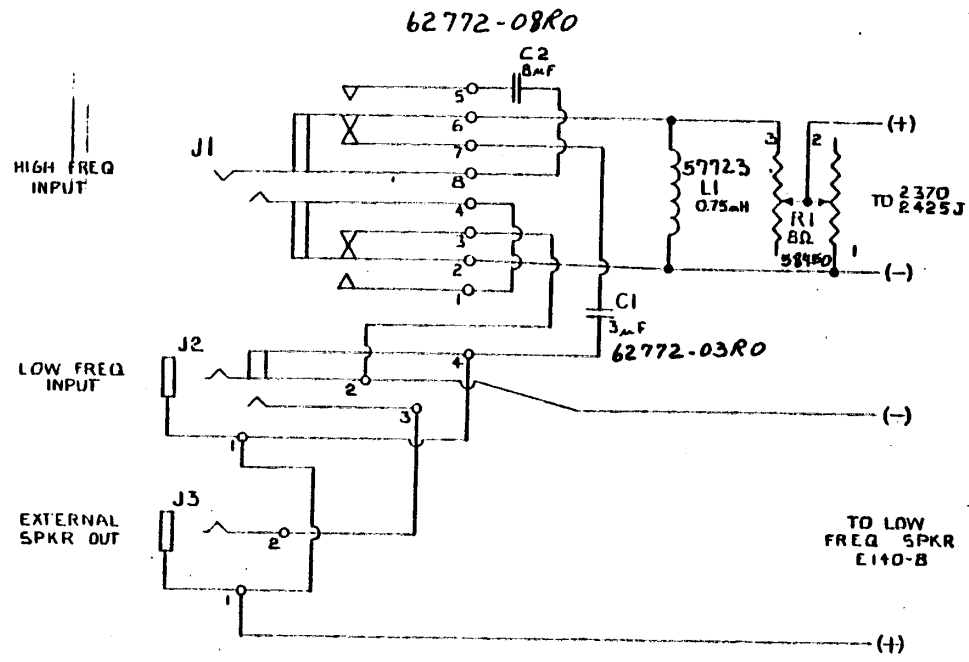 62772-08RO
C2
8μF
5
6
7
8
4
3
2
1
J1
HIGH FREQ
INPUT
57723
L1
0.75mH
3
2
R1
8Ω
58450
1
(+)
TO 2370
2425J
(-)
C1
3μF
62772-03RO
J2
LOW FREQ
INPUT
4
2
3
1
(-)
J3
EXTERNAL
SPKR OUT
2
1
TO LOW
FREQ SPKR
E140-8
(+)